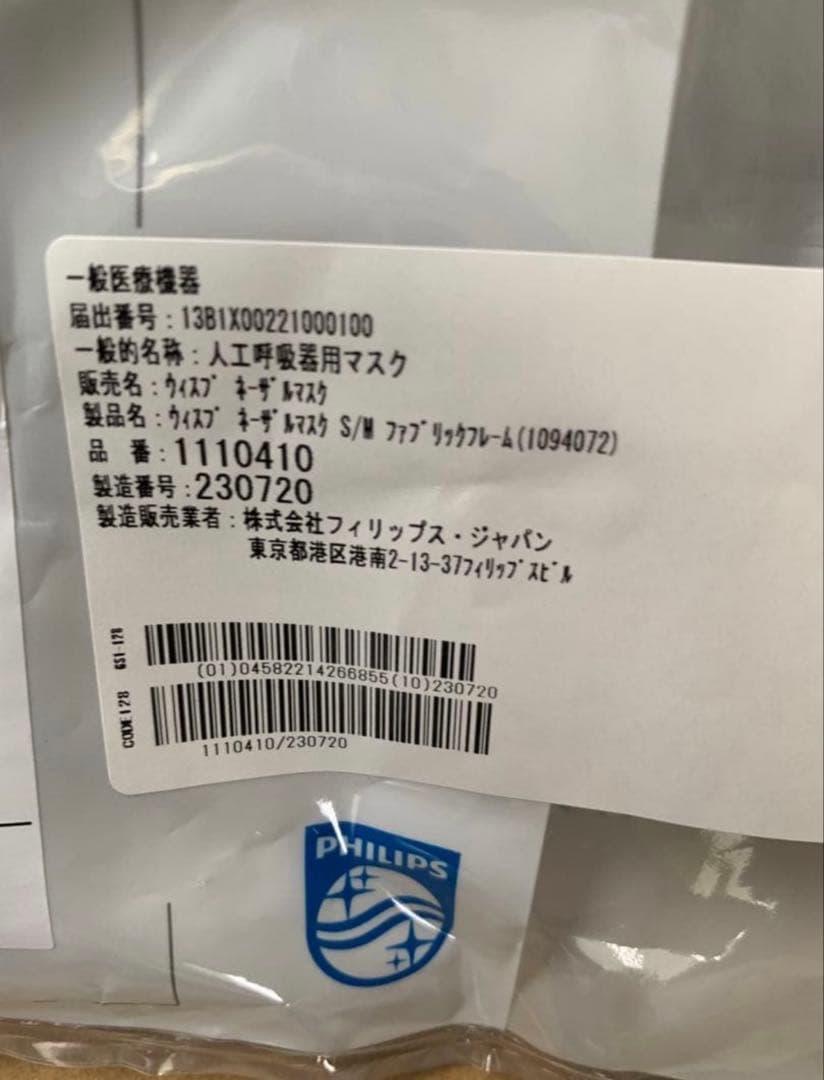 一般医療機器
届出番号：13B1X00221000100
一般的名称：人工呼吸器用マスク
販売名：ｳｨｽﾌﾟ ﾈｰｻﾞﾙﾏｽｸ
製品名：ｳｨｽﾌﾟ ﾈｰｻﾞﾙﾏｽｸ S/M ﾌｧﾌﾞﾘｯｸﾌﾚｰﾑ(1094072)
品　番：1110410
製造番号：230720
製造販売業者：株式会社フィリップス・ジャパン
東京都港区港南2-13-37ﾌｨﾘｯﾌﾟｽﾋﾞﾙ
GS1-128
(01)04582214266855(10)230720
CODE128
1110410/230720
PHILIPS